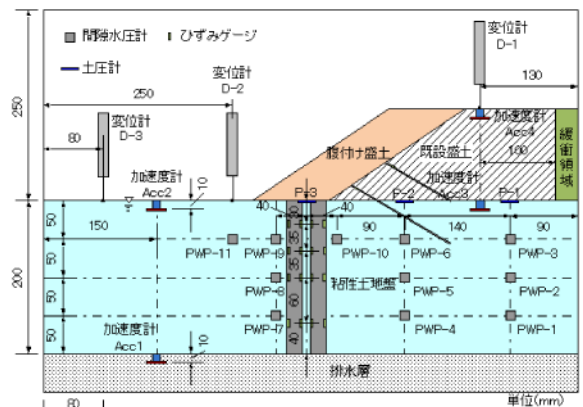 間隙水圧計
ひずみゲージ
土圧計
変位計
D-1
変位計
D-2
変位計
D-3
130
250
80
250
加速度計
Acc4
100
緩衝領域
腹付け盛土
既設盛土
加速度計
Acc2
10
加速度計
Acc3
P-3
P-2
P-1
150
40
30
40
90
140
90
50
35
PWP-11
PWP-9
PWP-10
PWP-6
PWP-3
200
50
35
PWP-8
粘性土地盤
PWP-5
PWP-2
50
60
PWP-7
PWP-4
PWP-1
50
加速度計
Acc1
40
10
排水層
80
単位(mm)